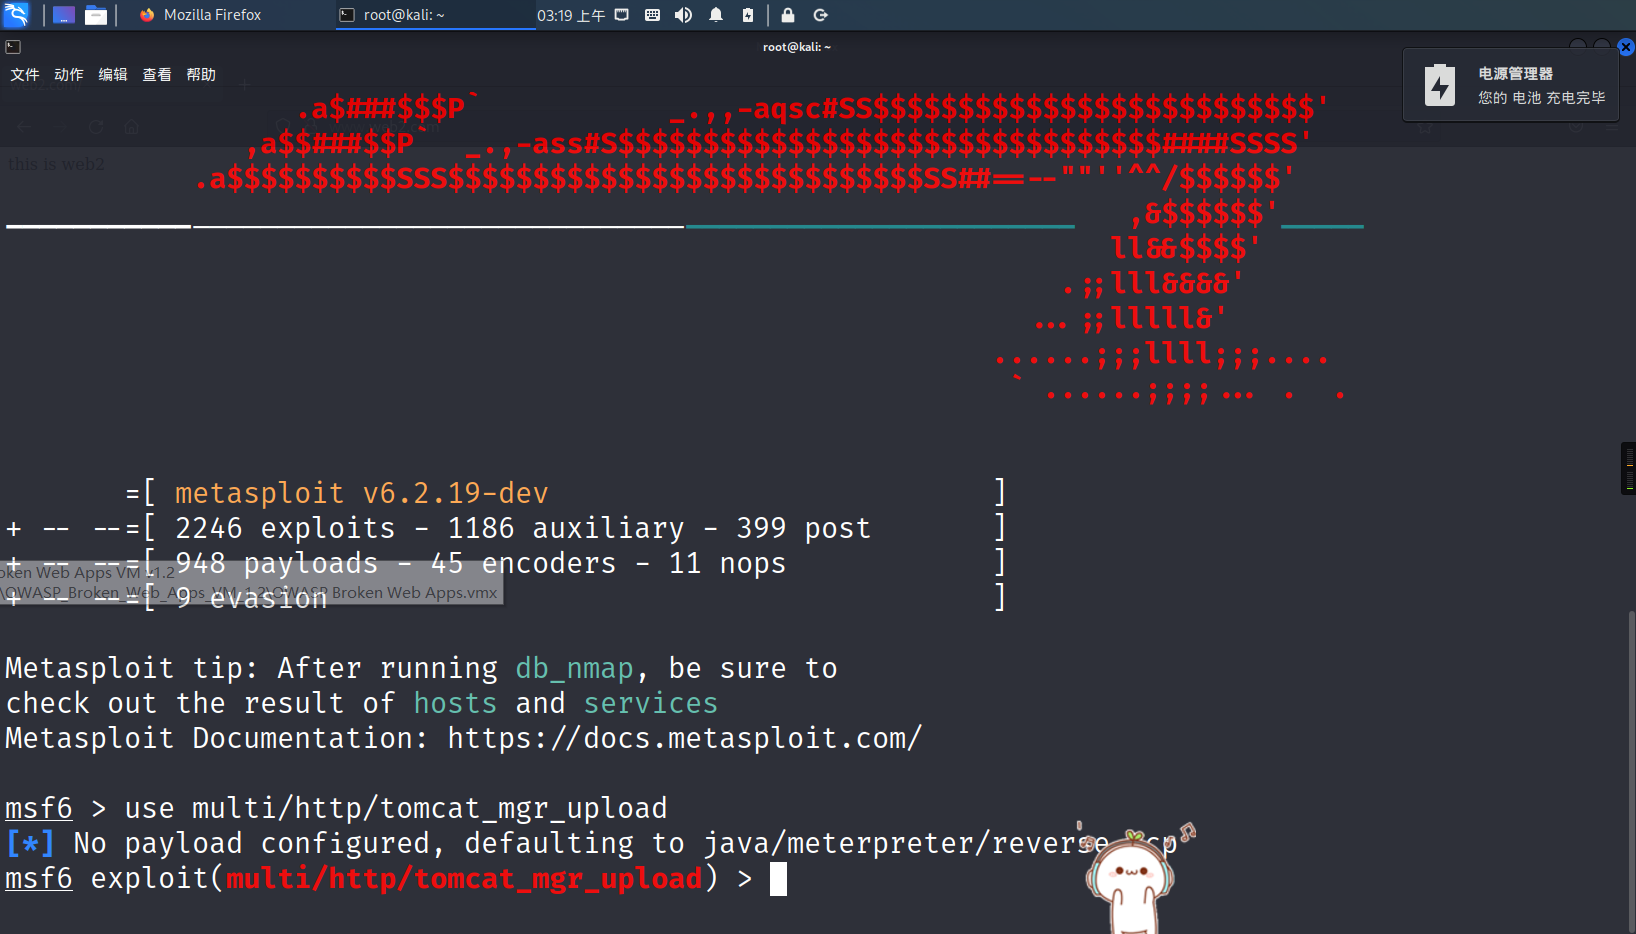 Mozilla Firefox
root@kali: ~
03:19 上午
root@kali: ~
文件 动作 编辑 查看 帮助
电源管理器
您的 电池 充电完毕
this is web2
.a$###$$$P` _.,,-aqsc#SS$$$$$$$$$$$$$$$$$$$$$$$$$$'
,a$$###$$P` _.,-ass#S$$$$$$$$$$$$$$$$$$$$$$$$$$$$$$$$####SSSS'
.a$$$$$$$$$$SSS$$$$$$$$$$$$$$$$$$$$$$$$$$$$SS##==--""''^^/$$$$$$'
,&$$$$$$'
ll&&$$$$'
.;;lll&&&&'
...;;lllll&'
......;;;llll;;;....
` ......;;;;... . .
=[ metasploit v6.2.19-dev ]
+ -- --=[ 2246 exploits - 1186 auxiliary - 399 post ]
+ -- --=[ 948 payloads - 45 encoders - 11 nops ]
+ -- --=[ 9 evasion ]
oken Web Apps VM v1.2
\OWASP_Broken_Web_Apps_VM_1.2\OWASP Broken Web Apps.vmx
Metasploit tip: After running db_nmap, be sure to
check out the result of hosts and services
Metasploit Documentation: https://docs.metasploit.com/
msf6 > use multi/http/tomcat_mgr_upload
[*] No payload configured, defaulting to java/meterpreter/reverse_tcp
msf6 exploit(multi/http/tomcat_mgr_upload) >